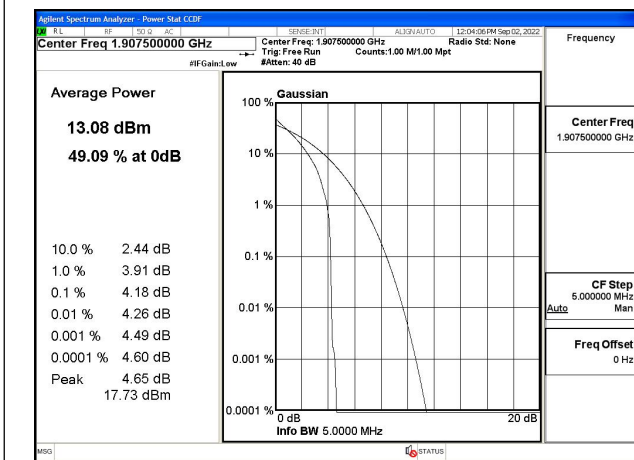 Agilent Spectrum Analyzer - Power Stat CCDF
LXI RL RF 50 Ω AC SENSE:INT ALIGN AUTO 12:04:06 PM Sep 02, 2022
Center Freq 1.907500000 GHz
Center Freq: 1.907500000 GHz Radio Std: None
Trig: Free Run Counts:1.00 M/1.00 Mpt
#IFGain:Low #Atten: 40 dB
Frequency
Average Power
13.08 dBm
49.09 % at 0dB
10.0 % 2.44 dB
1.0 % 3.91 dB
0.1 % 4.18 dB
0.01 % 4.26 dB
0.001 % 4.49 dB
0.0001 % 4.60 dB
Peak 4.65 dB
17.73 dBm
Gaussian
100 %
10 %
1 %
0.1 %
0.01 %
0.001 %
0.0001 %
0 dB 20 dB
Info BW 5.0000 MHz
Center Freq
1.907500000 GHz
CF Step
5.000000 MHz
Auto Man
Freq Offset
0 Hz
MSG STATUS